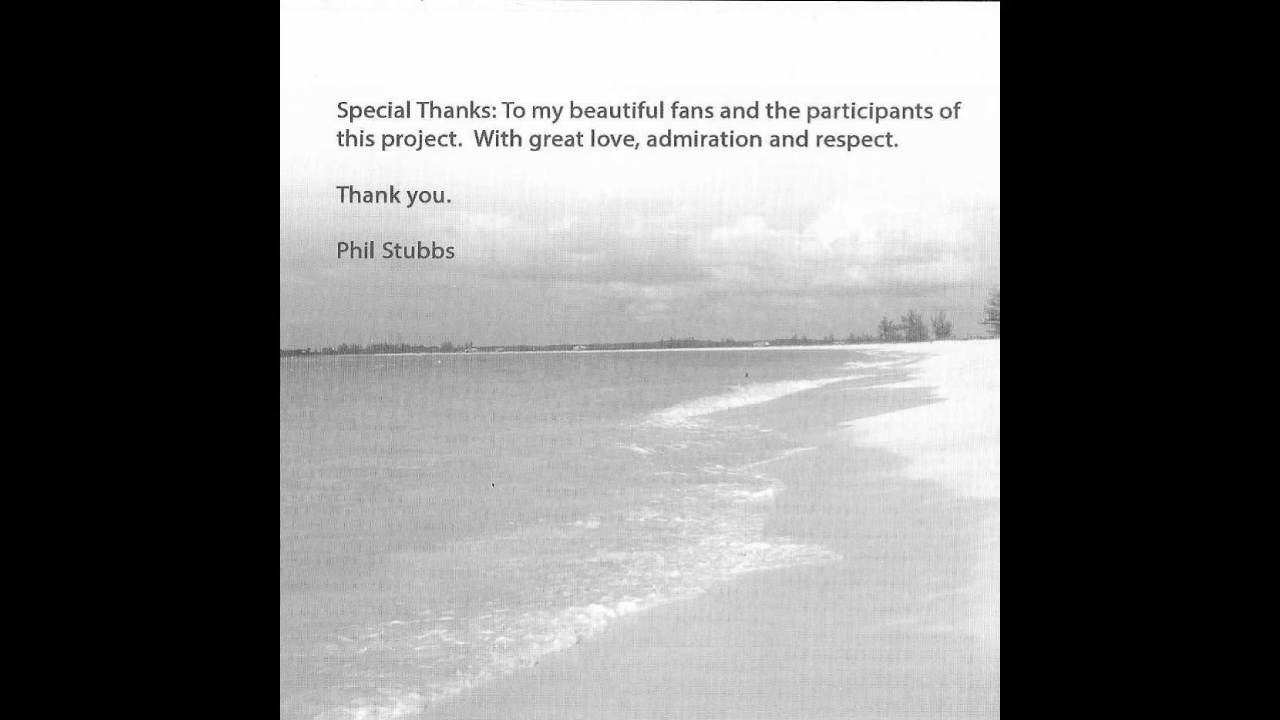 Special Thanks: To my beautiful fans and the participants of
this project.  With great love, admiration and respect.
Thank you.
Phil Stubbs